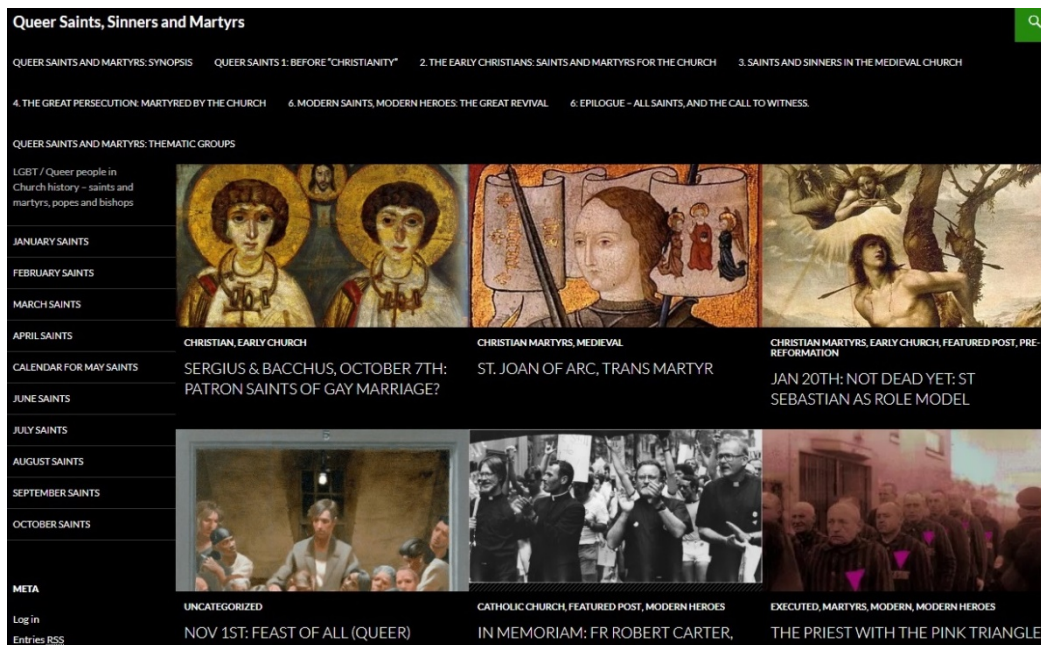 Queer Saints, Sinners and Martyrs
QUEER SAINTS AND MARTYRS: SYNOPSIS
QUEER SAINTS 1: BEFORE "CHRISTIANITY"
2. THE EARLY CHRISTIANS: SAINTS AND MARTYRS FOR THE CHURCH
3. SAINTS AND SINNERS IN THE MEDIEVAL CHURCH
4. THE GREAT PERSECUTION: MARTYRED BY THE CHURCH
6. MODERN SAINTS, MODERN HEROES: THE GREAT REVIVAL
6: EPILOGUE – ALL SAINTS, AND THE CALL TO WITNESS.
QUEER SAINTS AND MARTYRS: THEMATIC GROUPS
LGBT / Queer people in
Church history – saints and
martyrs, popes and bishops
JANUARY SAINTS
FEBRUARY SAINTS
MARCH SAINTS
APRIL SAINTS
CALENDAR FOR MAY SAINTS
JUNE SAINTS
JULY SAINTS
AUGUST SAINTS
SEPTEMBER SAINTS
OCTOBER SAINTS
META
Log in
Entries RSS
CHRISTIAN, EARLY CHURCH
SERGIUS & BACCHUS, OCTOBER 7TH:
PATRON SAINTS OF GAY MARRIAGE?
CHRISTIAN MARTYRS, MEDIEVAL
ST. JOAN OF ARC, TRANS MARTYR
CHRISTIAN MARTYRS, EARLY CHURCH, FEATURED POST, PRE-
REFORMATION
JAN 20TH: NOT DEAD YET: ST
SEBASTIAN AS ROLE MODEL
UNCATEGORIZED
NOV 1ST: FEAST OF ALL (QUEER)
CATHOLIC CHURCH, FEATURED POST, MODERN HEROES
IN MEMORIAM: FR ROBERT CARTER,
EXECUTED, MARTYRS, MODERN, MODERN HEROES
THE PRIEST WITH THE PINK TRIANGLE